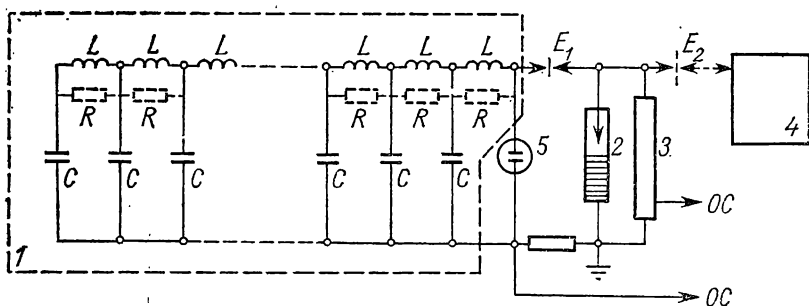 L L L L L L E₁ E₂
R R R R R
C C C C C C 5 2 3. 4
OC
1
OC